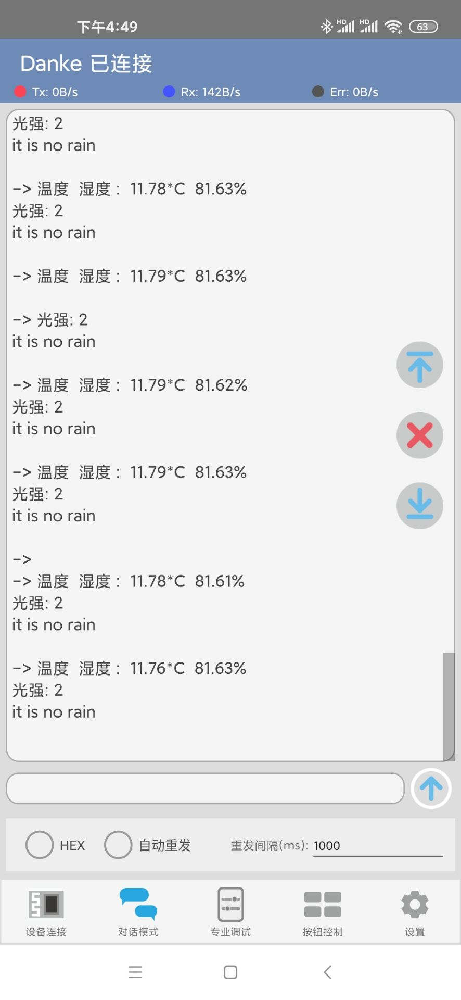 下午4:49
HD HD 63
Danke 已连接
Tx: 0B/s Rx: 142B/s Err: 0B/s
光强: 2
it is no rain
-> 温度 湿度 : 11.78*C 81.63%
光强: 2
it is no rain
-> 温度 湿度 : 11.79*C 81.63%
-> 光强: 2
it is no rain
-> 温度 湿度 : 11.79*C 81.62%
光强: 2
it is no rain
-> 温度 湿度 : 11.79*C 81.63%
光强: 2
it is no rain
->
-> 温度 湿度 : 11.78*C 81.61%
光强: 2
it is no rain
-> 温度 湿度 : 11.76*C 81.63%
光强: 2
it is no rain
HEX 自动重发 重发间隔(ms): 1000
设备连接 对话模式 专业调试 按钮控制 设置